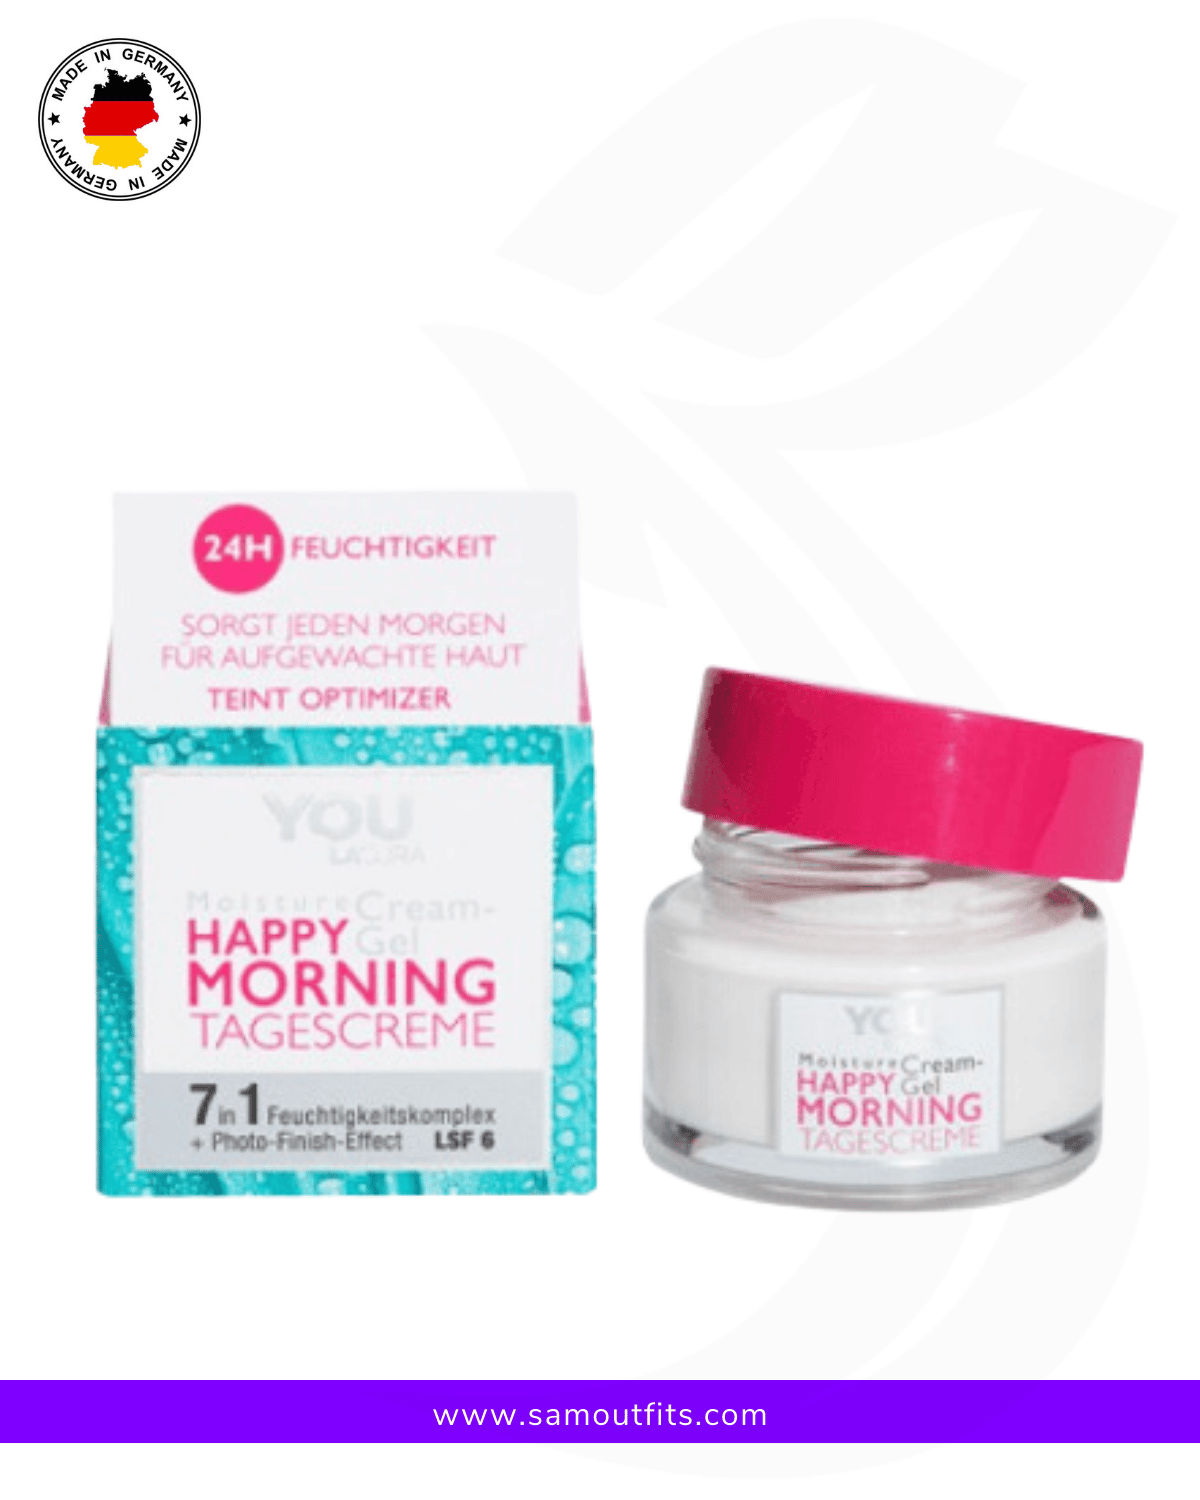 MADE IN GERMANY
MADE IN GERMANY
24H FEUCHTIGKEIT
SORGT JEDEN MORGEN
FÜR AUFGEWACHTE HAUT
TEINT OPTIMIZER
YOU
LACURA
Moisture Cream-
HAPPY Gel
MORNING
TAGESCREME
7 in 1 Feuchtigkeitskomplex
+ Photo-Finish-Effect LSF 6
YOU
Moisture Cream-
HAPPY Gel
MORNING
TAGESCREME
www.samoutfits.com